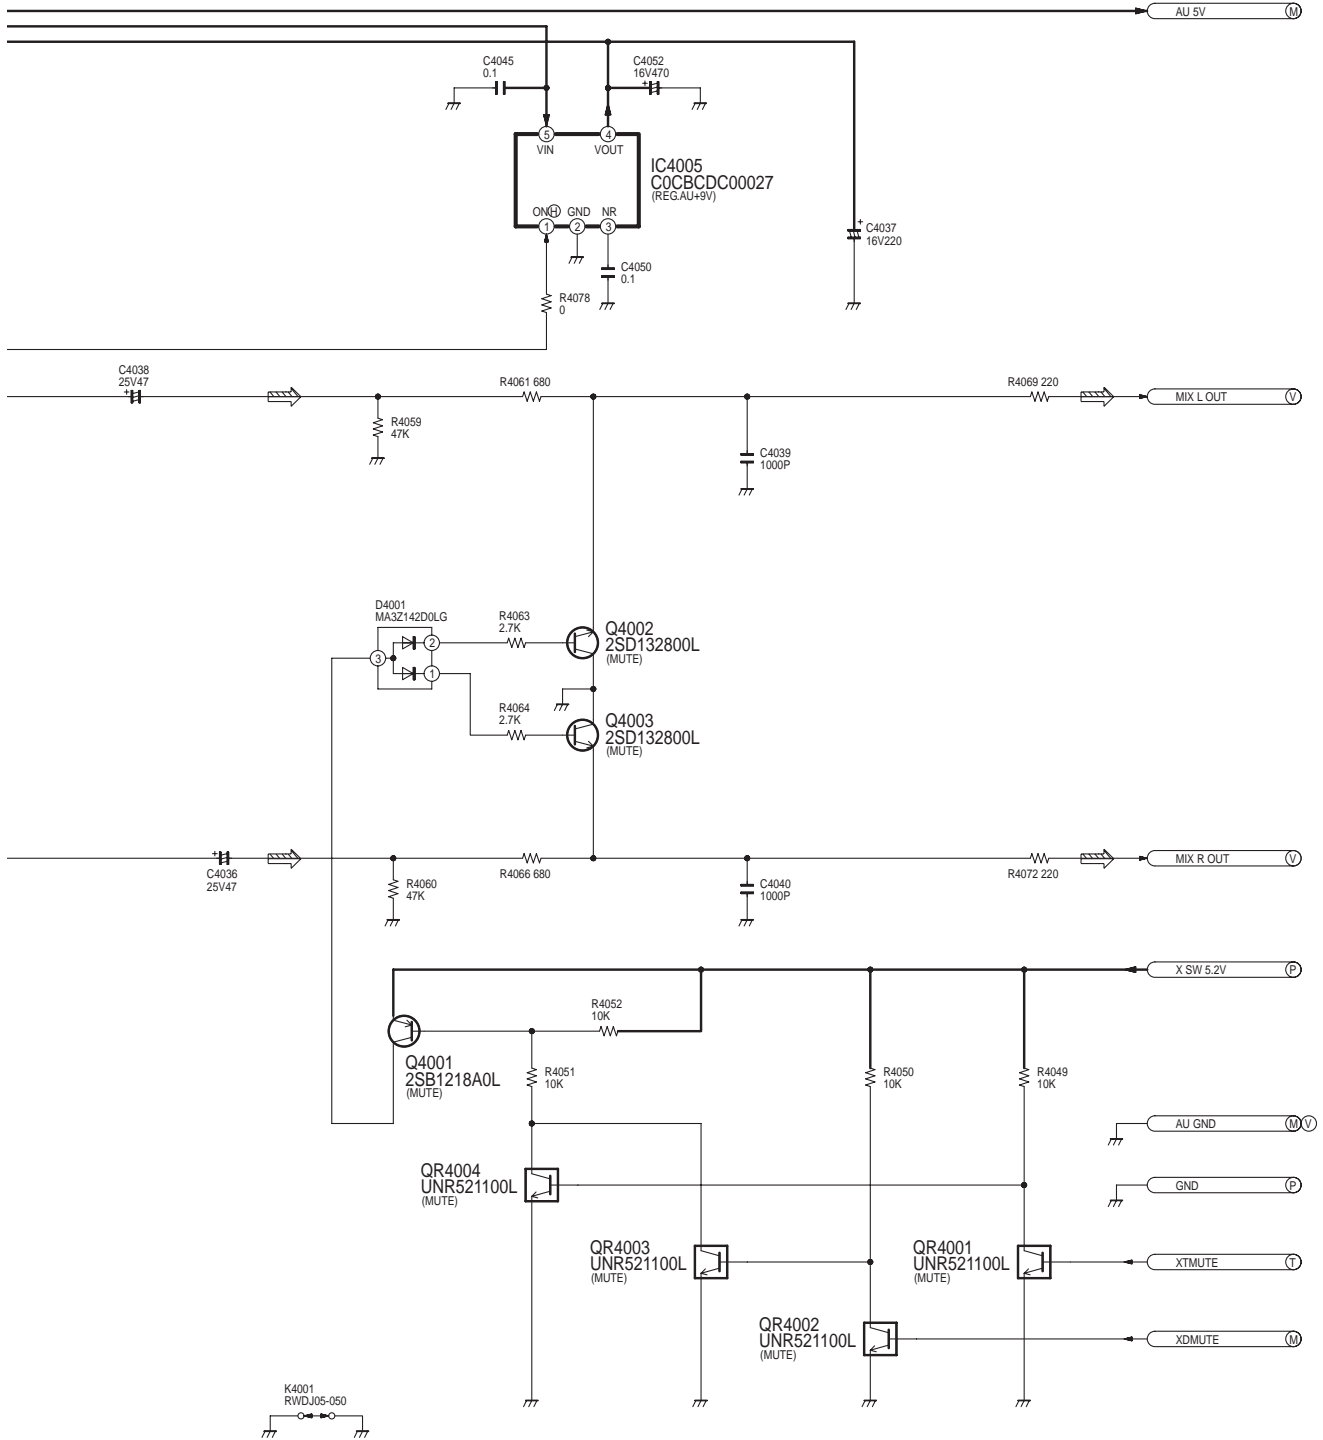 AU 5V M
C4045
0.1
C4052
16V470
5 4
VIN VOUT
IC4005
C0CBCDC00027
(REG.AU+9V)
ON H GND NR
1 2 3
C4037
16V220
C4050
0.1
R4078
0
C4038
25V47
R4061 680
R4069 220
MIX L OUT V
R4059
47K
C4039
1000P
D4001
MA3Z142D0LG
R4063
2.7K
Q4002
2SD132800L
(MUTE)
2
3
1
R4064
2.7K
Q4003
2SD132800L
(MUTE)
MIX R OUT V
C4036
25V47
R4066 680
R4072 220
R4060
47K
C4040
1000P
X SW 5.2V P
R4052
10K
Q4001
2SB1218A0L
(MUTE)
R4051
10K
R4050
10K
R4049
10K
AU GND M V
QR4004
UNR521100L
(MUTE)
GND P
QR4003
UNR521100L
(MUTE)
QR4001
UNR521100L
(MUTE)
XTMUTE T
QR4002
UNR521100L
(MUTE)
XDMUTE M
K4001
RWDJ05-050